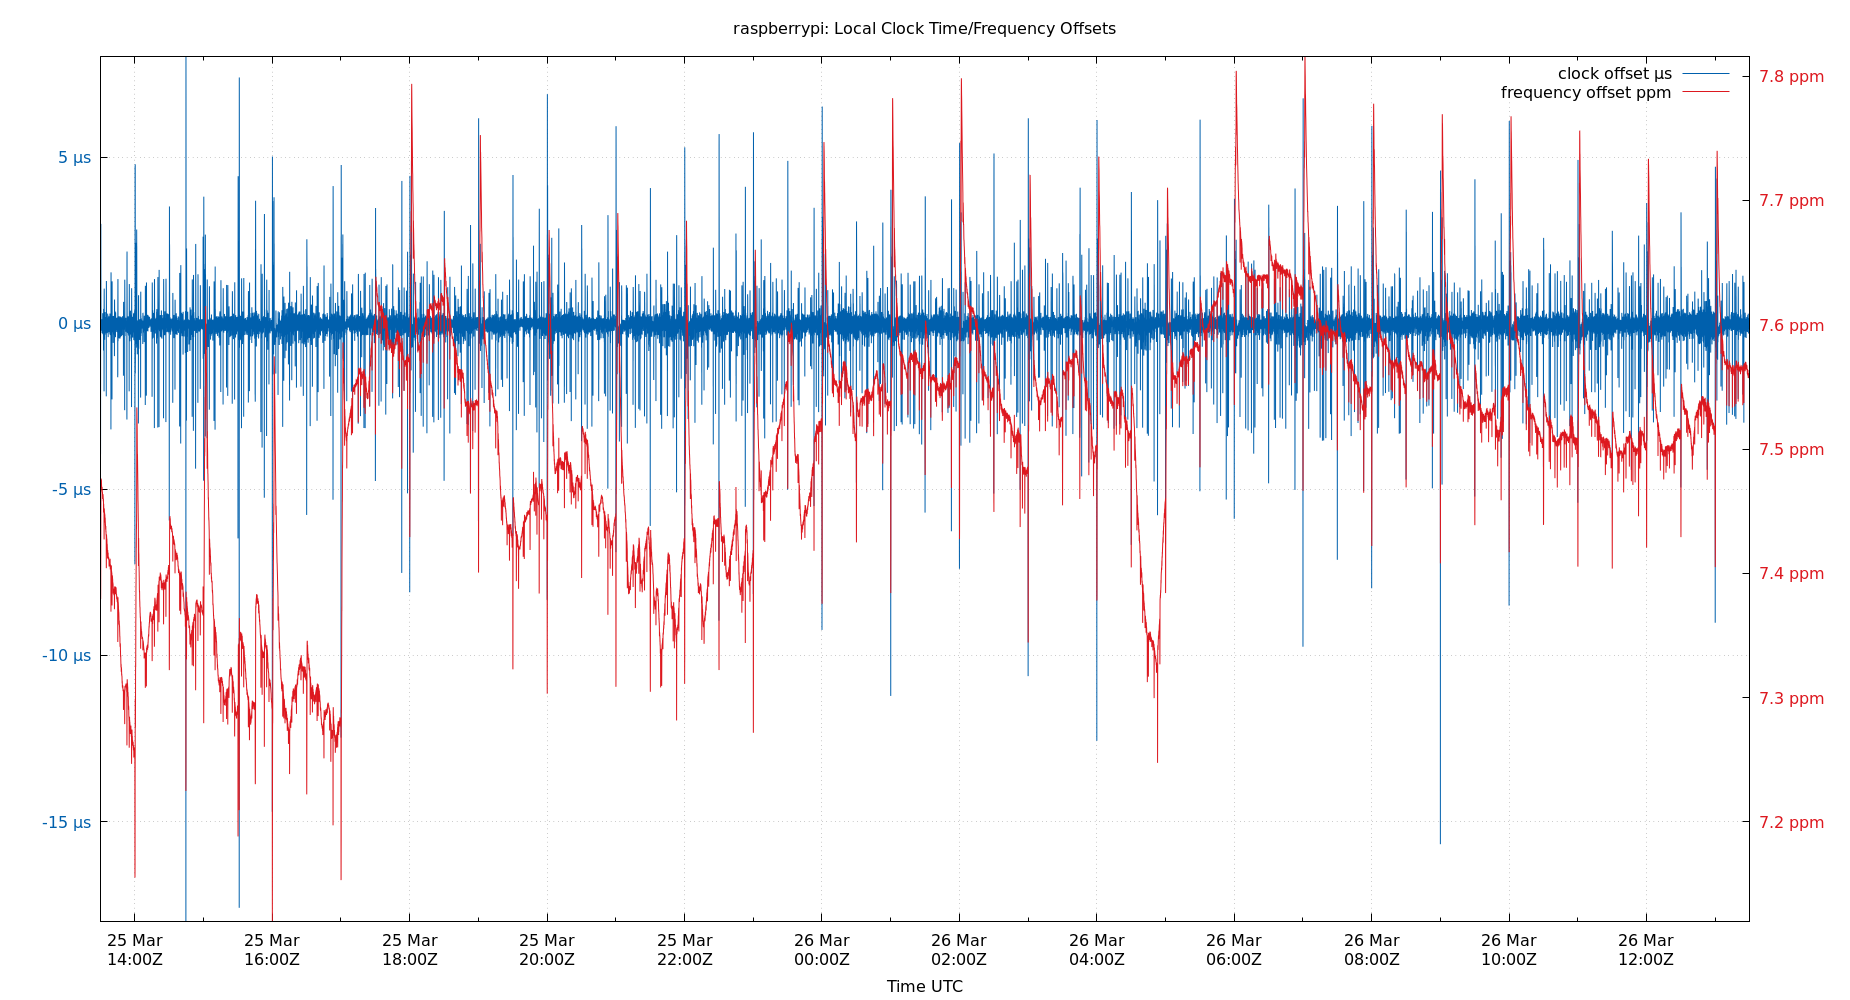 raspberrypi: Local Clock Time/Frequency Offsets
clock offset µs
frequency offset ppm
5 µs
0 µs
-5 µs
-10 µs
-15 µs
7.8 ppm
7.7 ppm
7.6 ppm
7.5 ppm
7.4 ppm
7.3 ppm
7.2 ppm
25 Mar
14:00Z
25 Mar
16:00Z
25 Mar
18:00Z
25 Mar
20:00Z
25 Mar
22:00Z
26 Mar
00:00Z
26 Mar
02:00Z
26 Mar
04:00Z
26 Mar
06:00Z
26 Mar
08:00Z
26 Mar
10:00Z
26 Mar
12:00Z
Time UTC